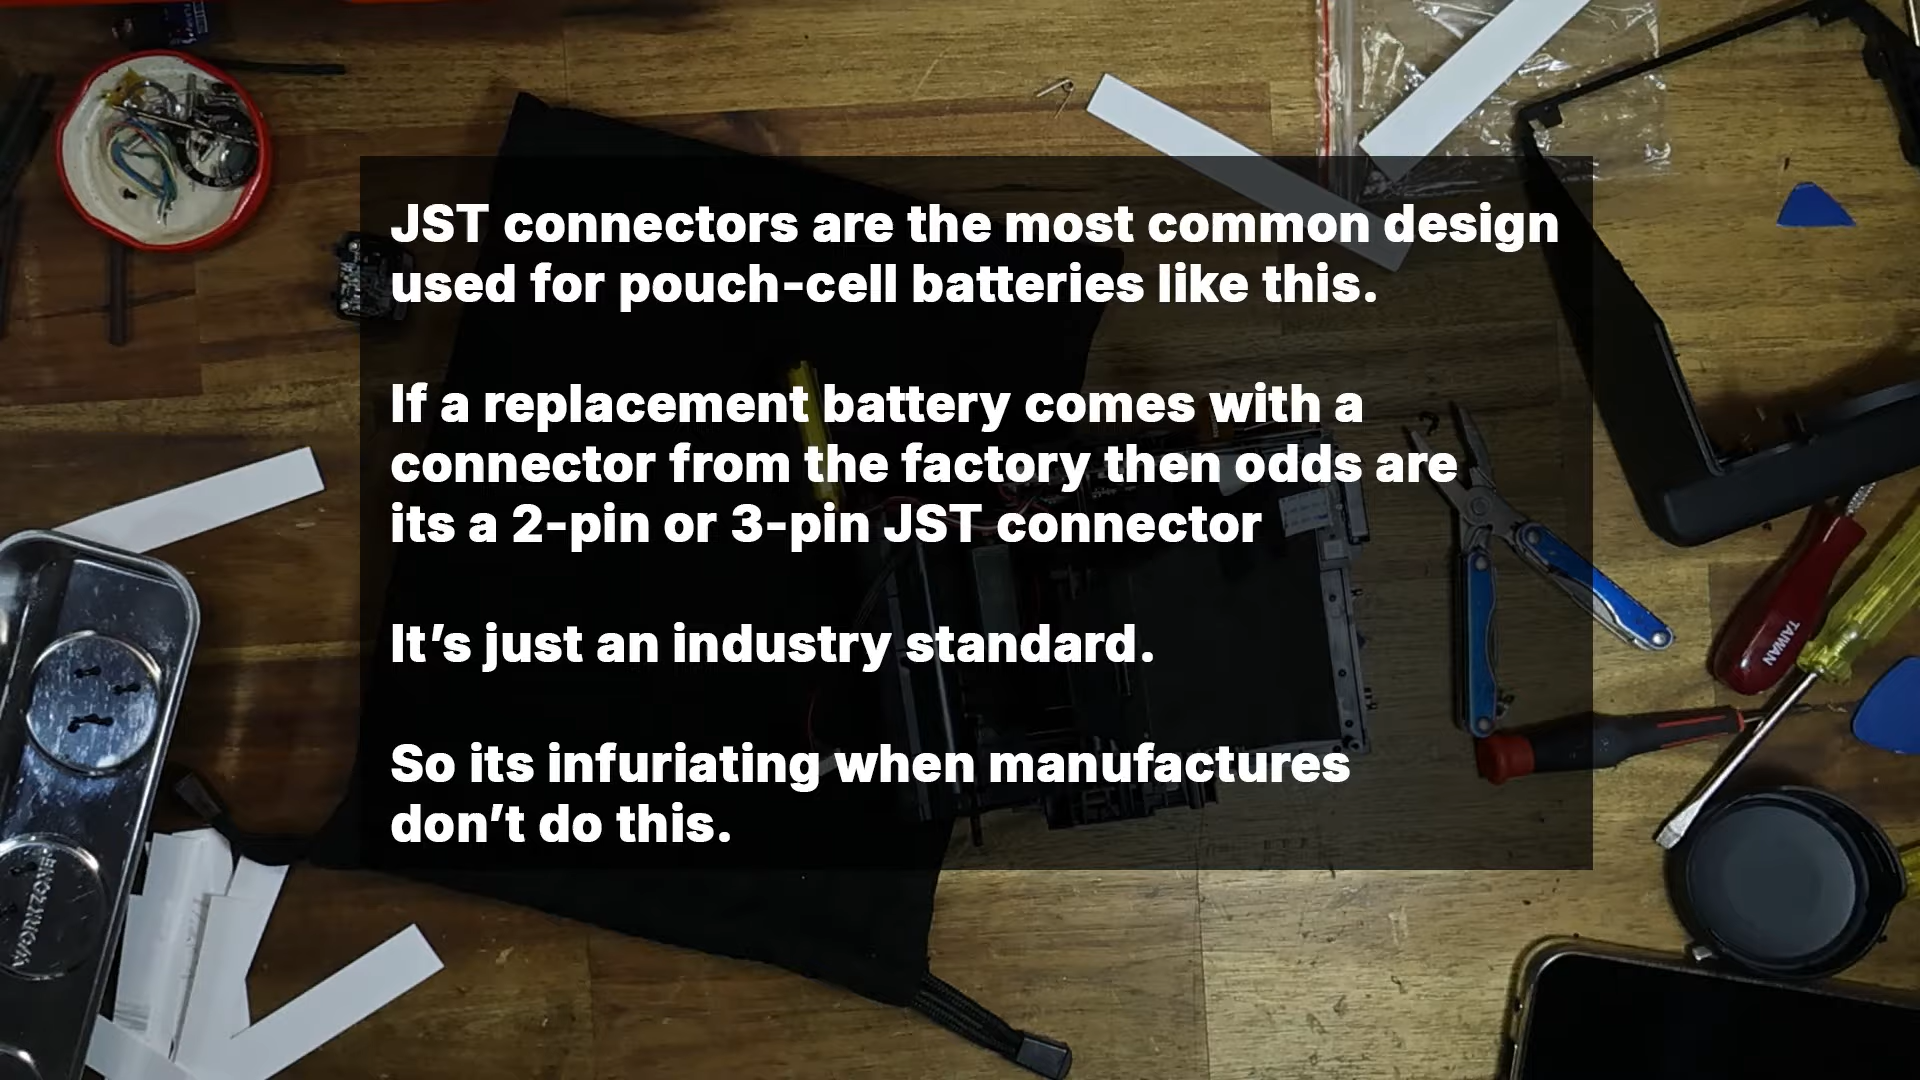 JST connectors are the most common design
used for pouch-cell batteries like this.
If a replacement battery comes with a
connector from the factory then odds are
its a 2-pin or 3-pin JST connector
It’s just an industry standard.
So its infuriating when manufactures
don’t do this.
TAIWAN
WORKZONE